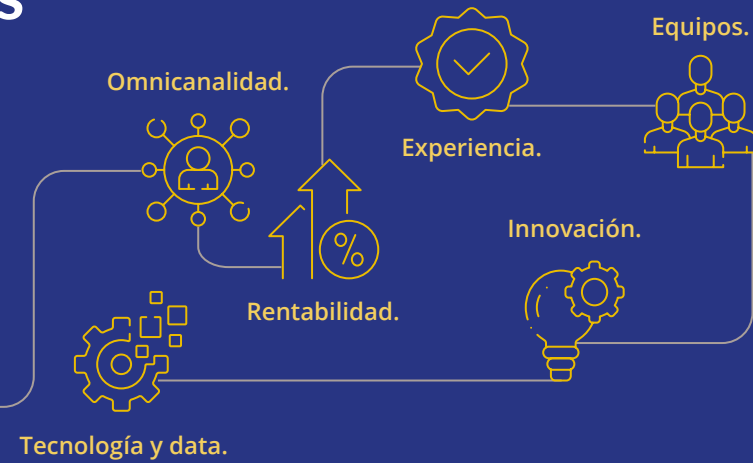 s
Equipos.
Omnicanalidad.
Experiencia.
Innovación.
%
Rentabilidad.
Tecnología y data.